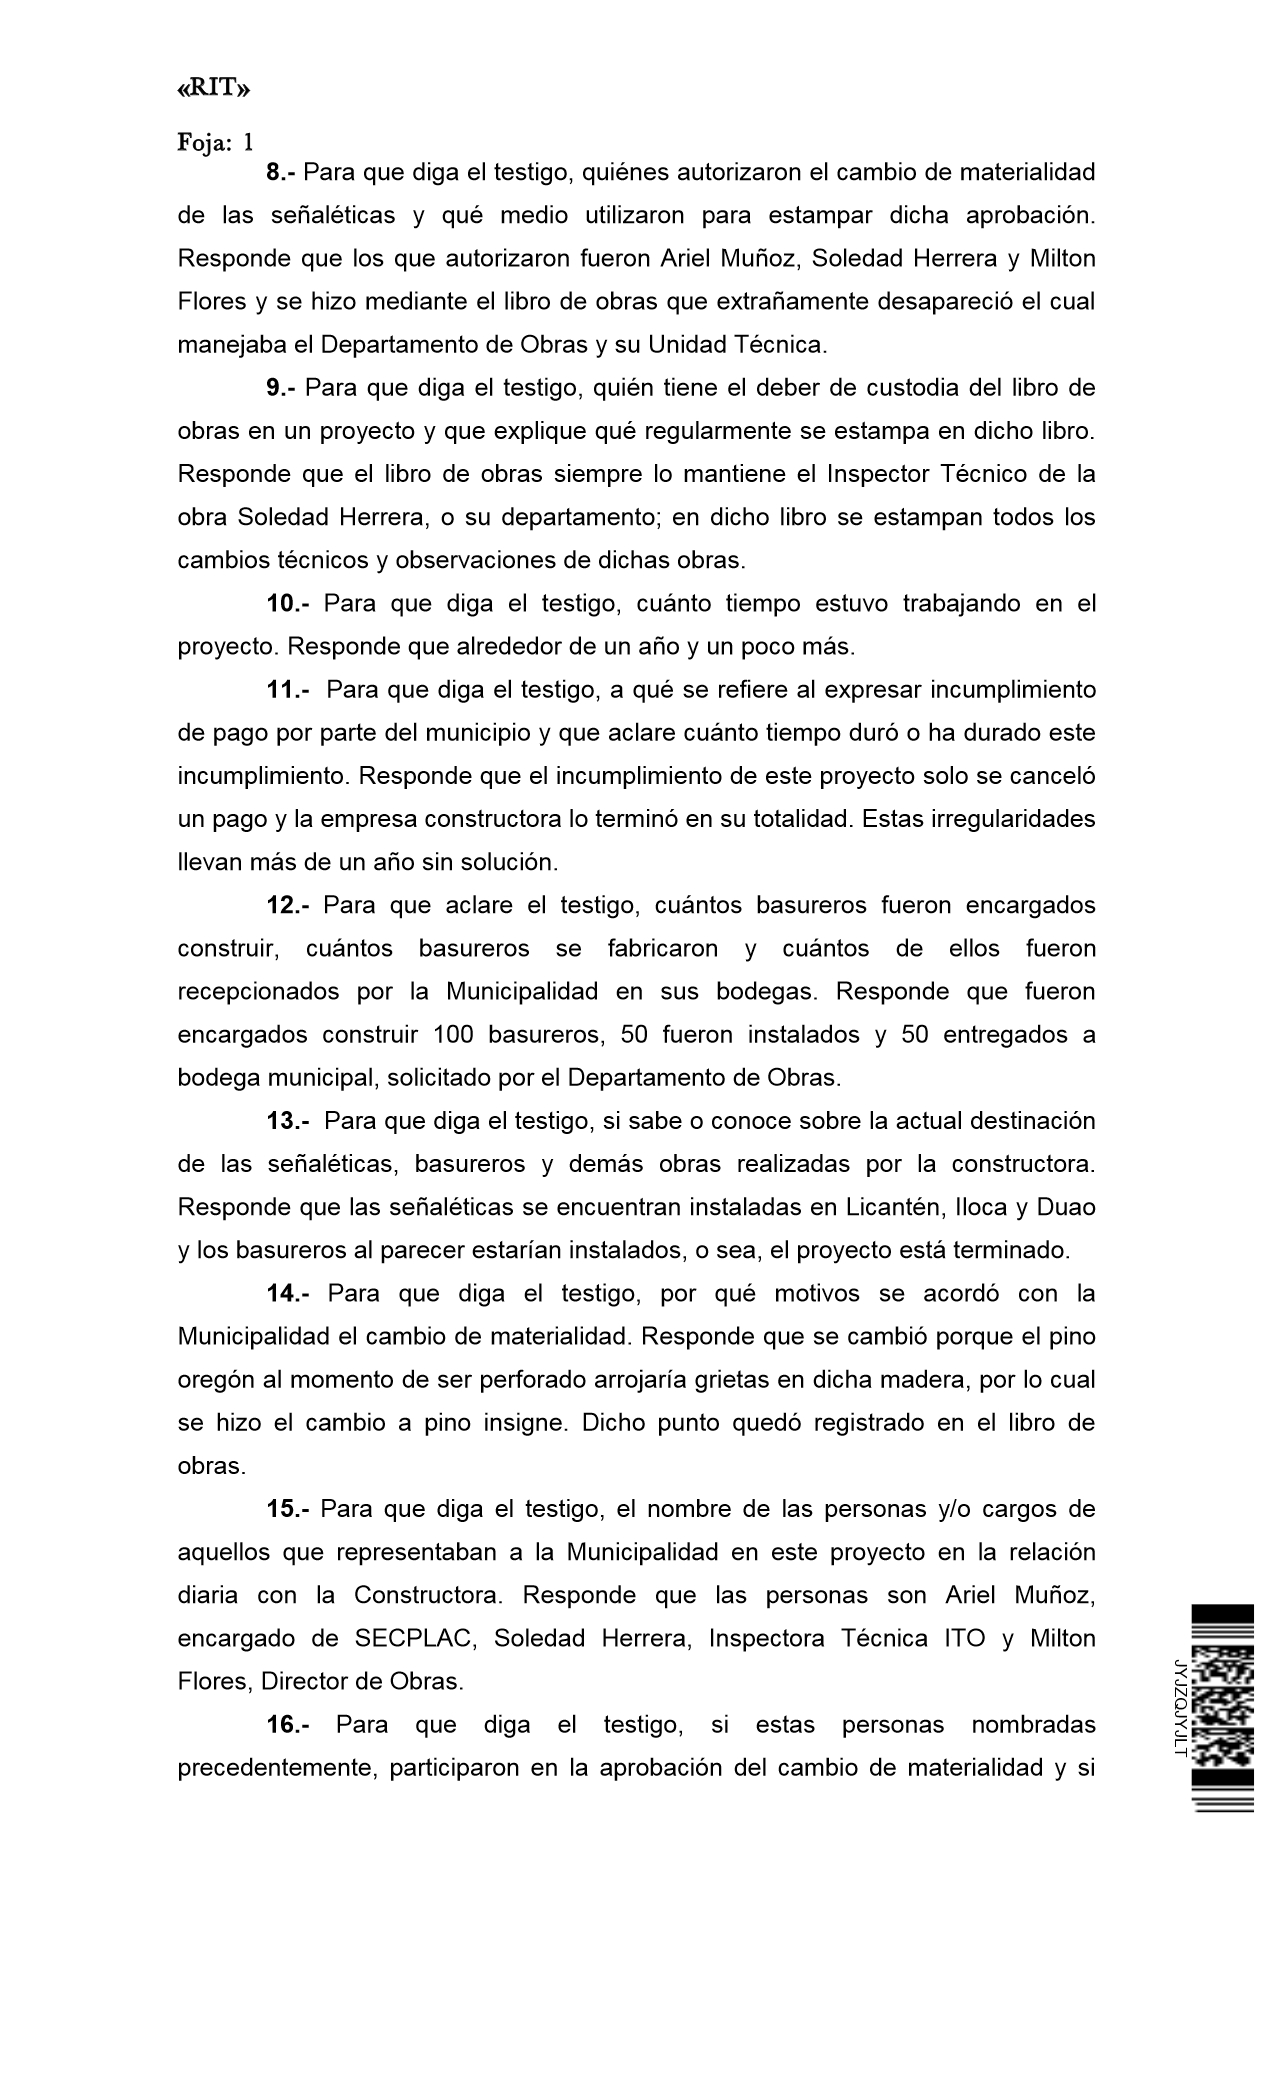 «RIT»
Foja: 1
8.- Para que diga el testigo, quiénes autorizaron el cambio de materialidad
de las señaléticas y qué medio utilizaron para estampar dicha aprobación.
Responde que los que autorizaron fueron Ariel Muñoz, Soledad Herrera y Milton
Flores y se hizo mediante el libro de obras que extrañamente desapareció el cual
manejaba el Departamento de Obras y su Unidad Técnica.
9.- Para que diga el testigo, quién tiene el deber de custodia del libro de
obras en un proyecto y que explique qué regularmente se estampa en dicho libro.
Responde que el libro de obras siempre lo mantiene el Inspector Técnico de la
obra Soledad Herrera, o su departamento; en dicho libro se estampan todos los
cambios técnicos y observaciones de dichas obras.
10.- Para que diga el testigo, cuánto tiempo estuvo trabajando en el
proyecto. Responde que alrededor de un año y un poco más.
11.- Para que diga el testigo, a qué se refiere al expresar incumplimiento
de pago por parte del municipio y que aclare cuánto tiempo duró o ha durado este
incumplimiento. Responde que el incumplimiento de este proyecto solo se canceló
un pago y la empresa constructora lo terminó en su totalidad. Estas irregularidades
llevan más de un año sin solución.
12.- Para que aclare el testigo, cuántos basureros fueron encargados
construir, cuántos basureros se fabricaron y cuántos de ellos fueron
recepcionados por la Municipalidad en sus bodegas. Responde que fueron
encargados construir 100 basureros, 50 fueron instalados y 50 entregados a
bodega municipal, solicitado por el Departamento de Obras.
13.- Para que diga el testigo, si sabe o conoce sobre la actual destinación
de las señaléticas, basureros y demás obras realizadas por la constructora.
Responde que las señaléticas se encuentran instaladas en Licantén, Iloca y Duao
y los basureros al parecer estarían instalados, o sea, el proyecto está terminado.
14.- Para que diga el testigo, por qué motivos se acordó con la
Municipalidad el cambio de materialidad. Responde que se cambió porque el pino
oregón al momento de ser perforado arrojaría grietas en dicha madera, por lo cual
se hizo el cambio a pino insigne. Dicho punto quedó registrado en el libro de
obras.
15.- Para que diga el testigo, el nombre de las personas y/o cargos de
aquellos que representaban a la Municipalidad en este proyecto en la relación
diaria con la Constructora. Responde que las personas son Ariel Muñoz,
encargado de SECPLAC, Soledad Herrera, Inspectora Técnica ITO y Milton
Flores, Director de Obras.
16.- Para que diga el testigo, si estas personas nombradas
precedentemente, participaron en la aprobación del cambio de materialidad y si
JYJZQJYJLT